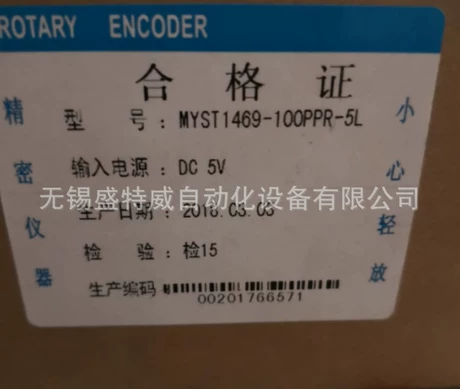 ROTARY ENCODER
合格证
精密仪器
小心轻放
型号：MYST1469-100PPR-5L
输入电源：DC 5V
无锡盛特威自动化设备有限公司
生产日期：2018.03.03
检验：检15
生产编码
00201766571